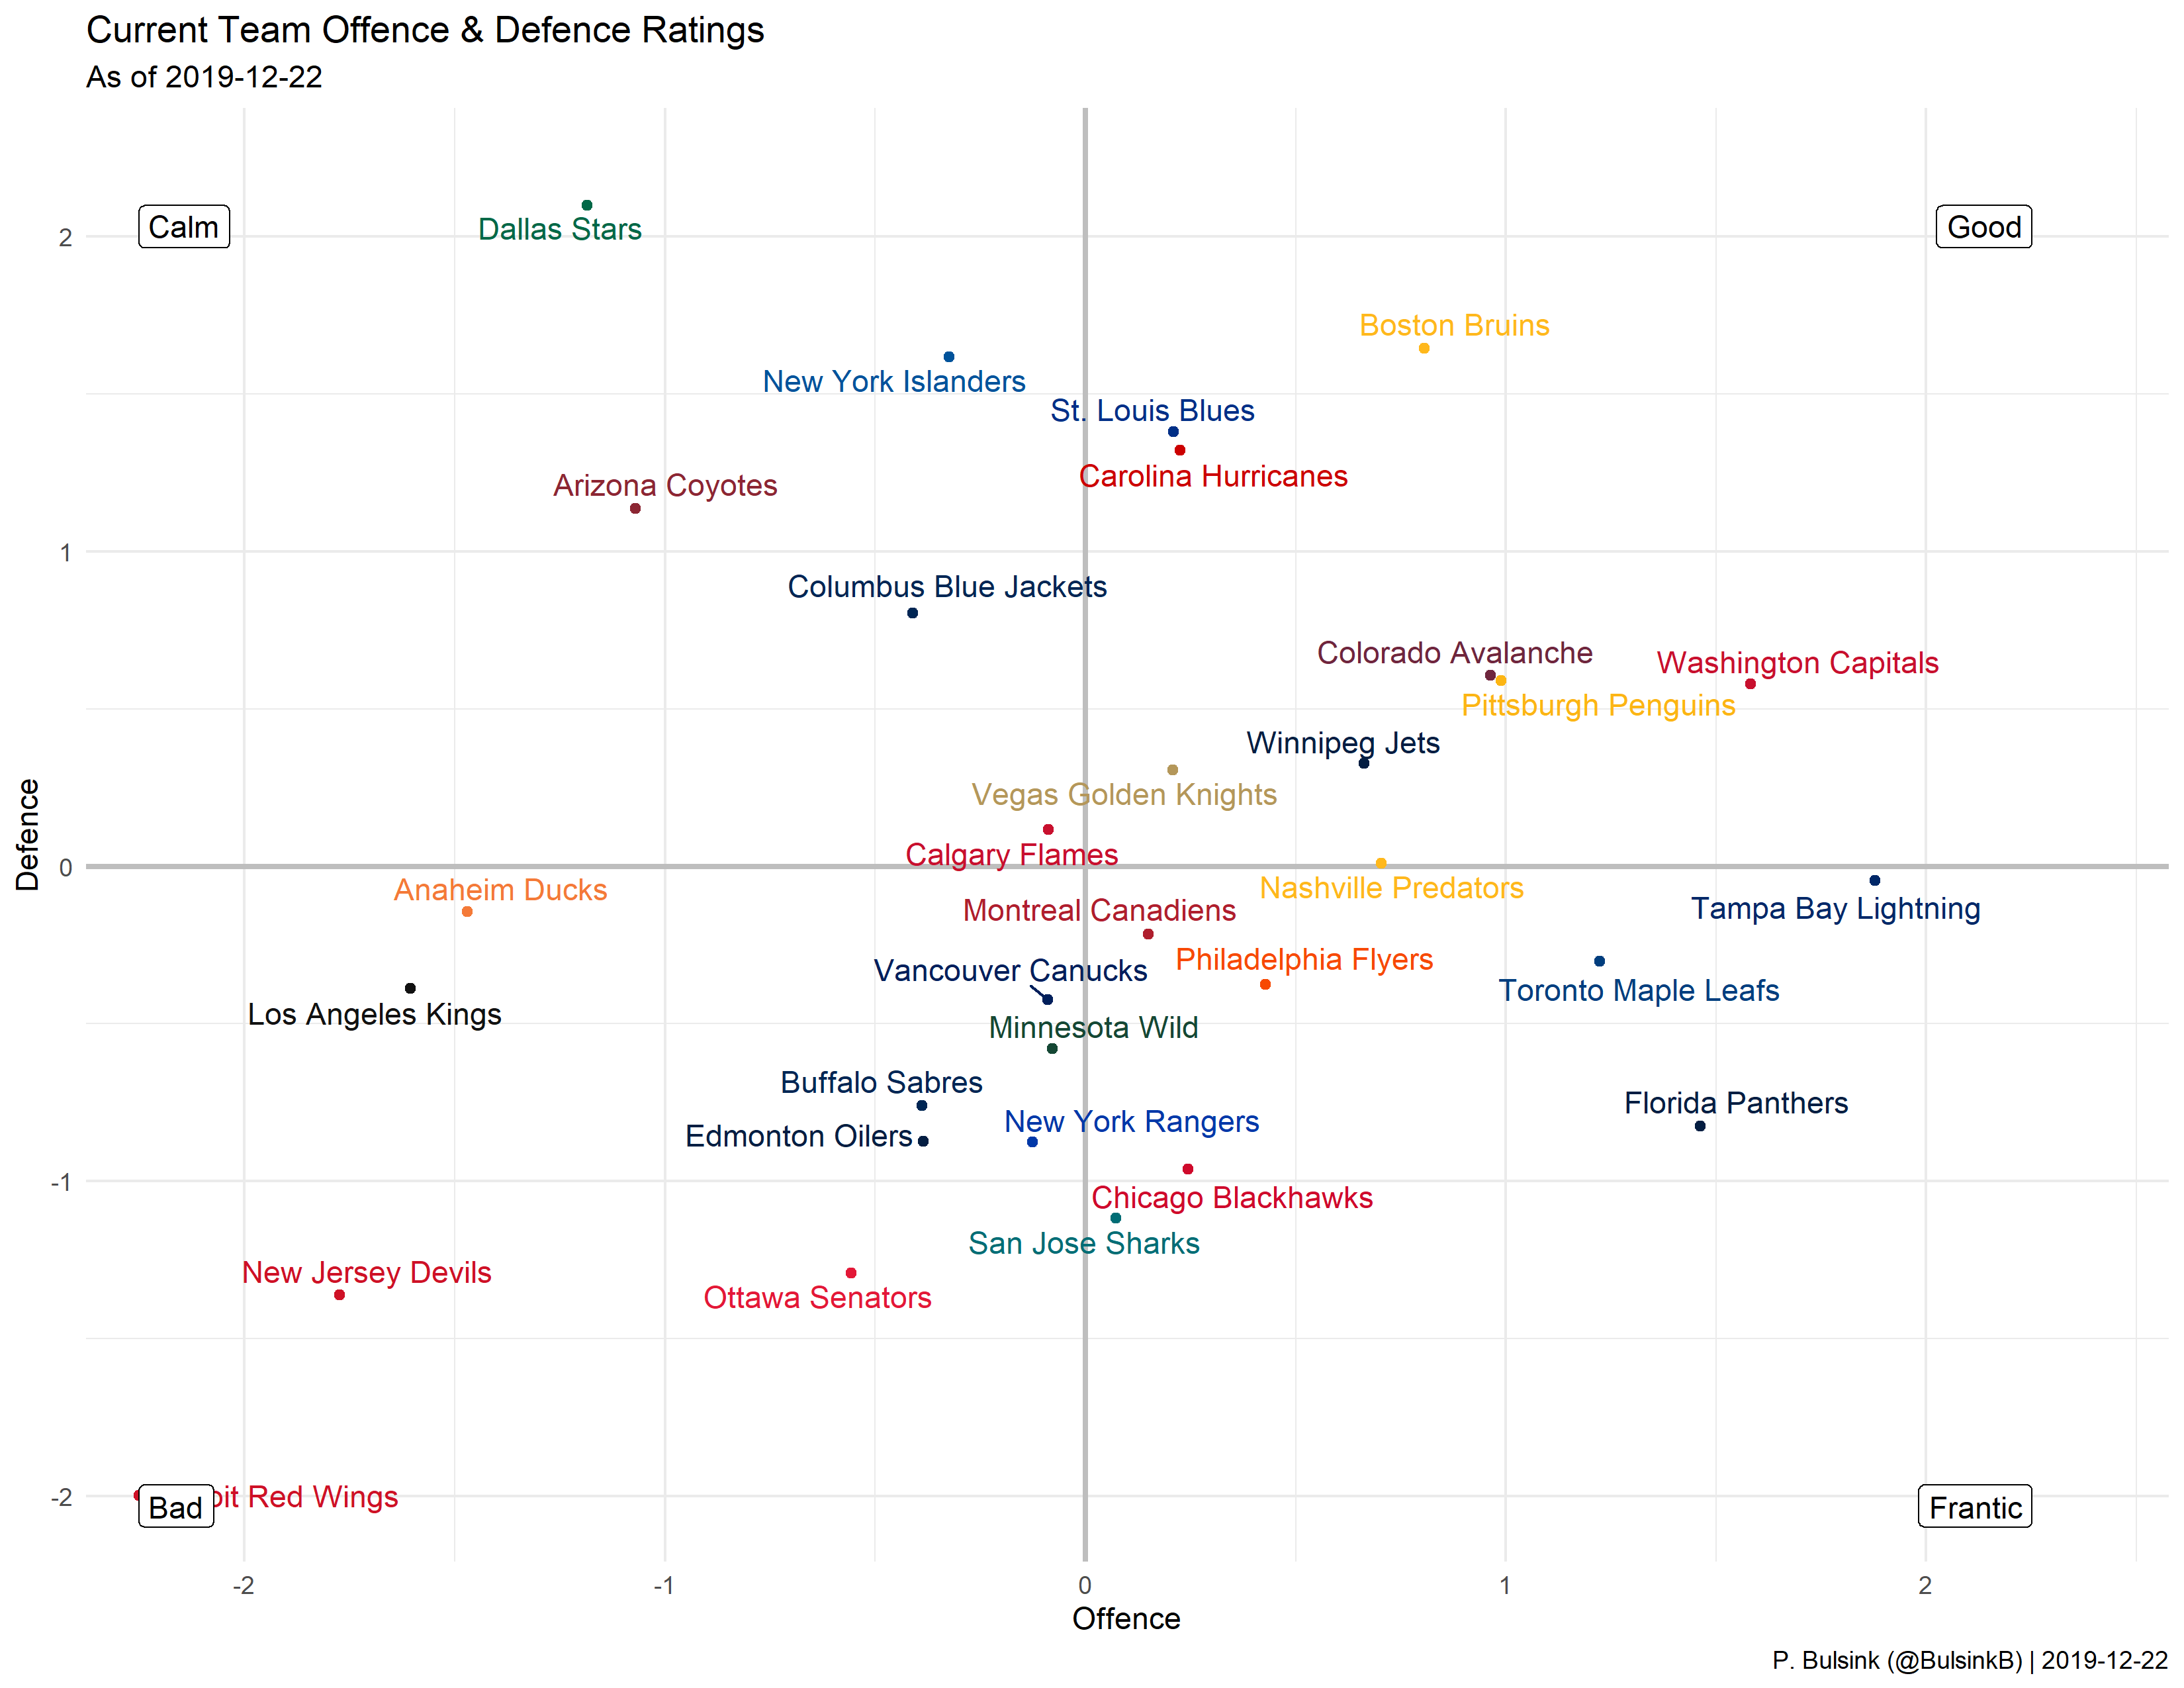 Current Team Offence & Defence Ratings
As of 2019-12-22
Calm
Dallas Stars
Good
2
Boston Bruins
New York Islanders
St. Louis Blues
Carolina Hurricanes
Arizona Coyotes
1
Columbus Blue Jackets
Colorado Avalanche
Washington Capitals
Pittsburgh Penguins
Winnipeg Jets
Vegas Golden Knights
Calgary Flames
Defence
0
Anaheim Ducks
Nashville Predators
Montreal Canadiens
Tampa Bay Lightning
Philadelphia Flyers
Vancouver Canucks
Toronto Maple Leafs
Los Angeles Kings
Minnesota Wild
Buffalo Sabres
Florida Panthers
New York Rangers
Edmonton Oilers
-1
Chicago Blackhawks
San Jose Sharks
New Jersey Devils
Ottawa Senators
-2
Bad
Red Wings
Frantic
-2
-1
0
1
2
Offence
P. Bulsink (@BulsinkB) | 2019-12-22